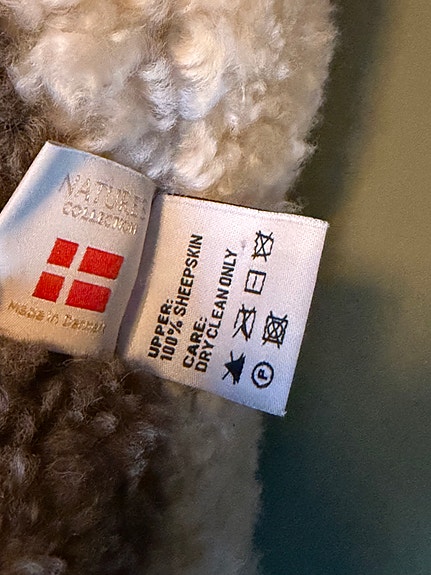 NATURES
COLLECTION
Made in Denmark
UPPER:
100% SHEEPSKIN
CARE:
DRY CLEAN ONLY
P